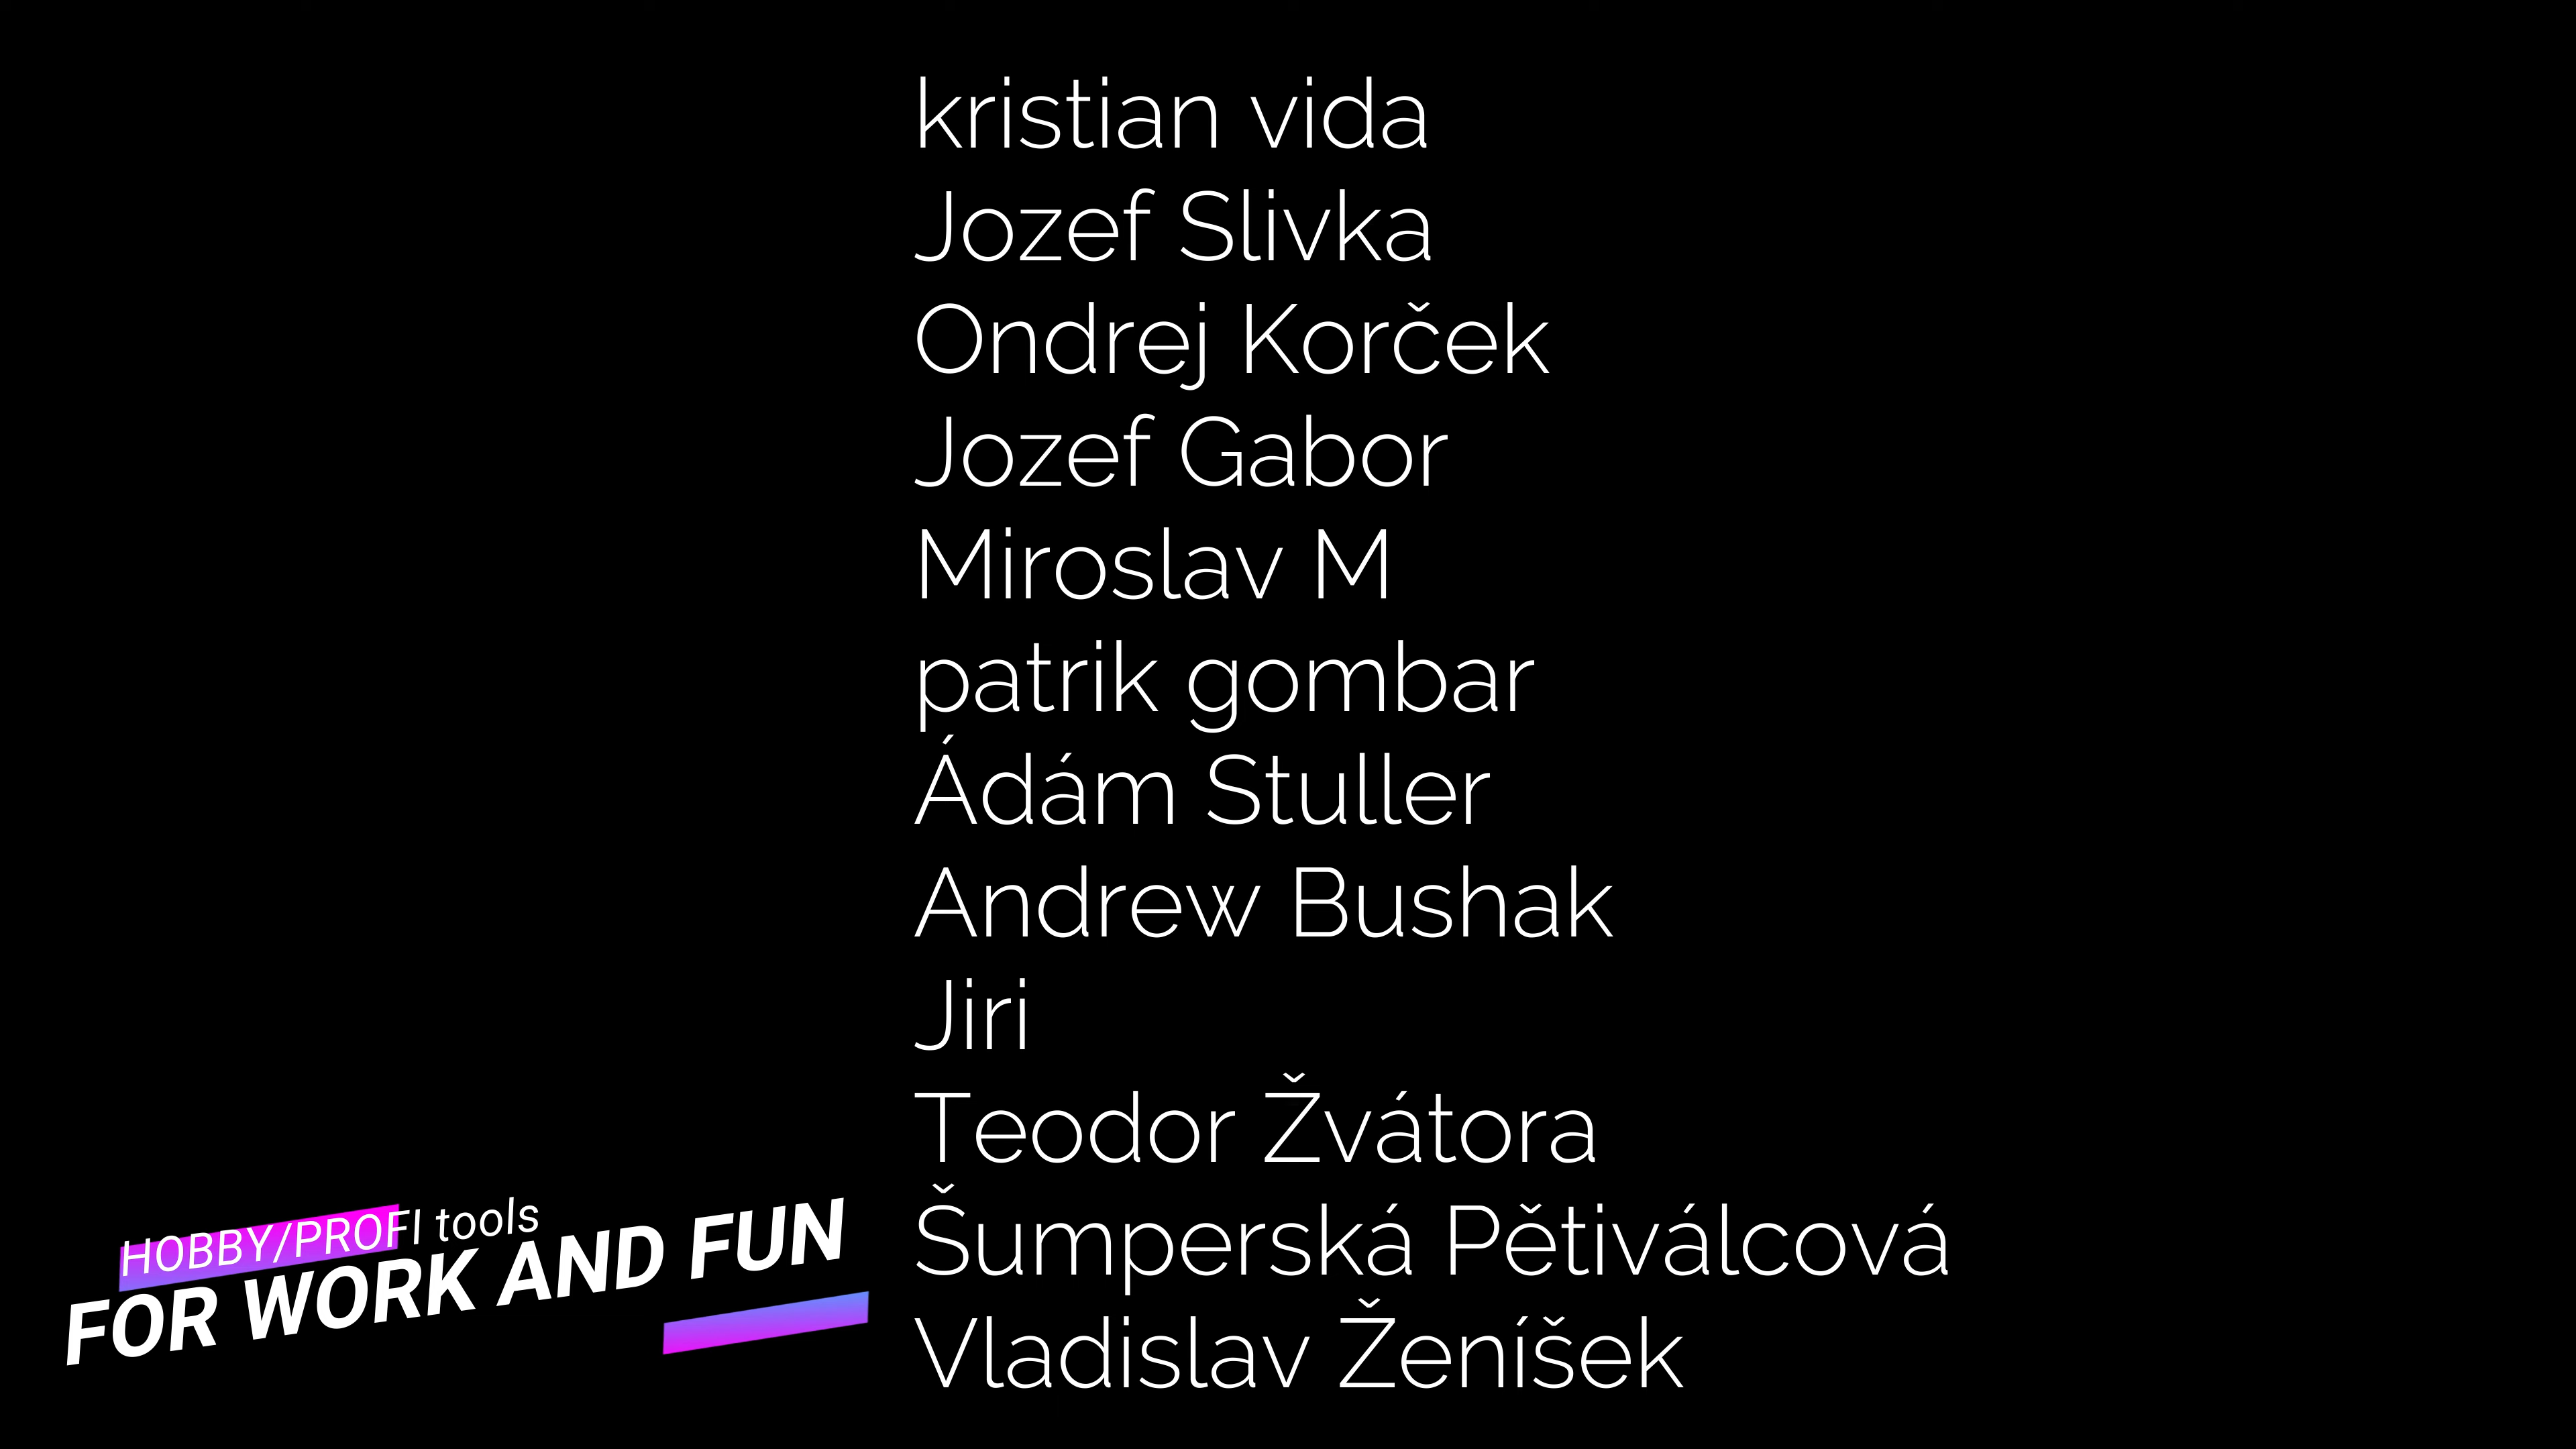 kristian vida
Jozef Slivka
Ondrej Korček
Jozef Gabor
Miroslav M
patrik gombar
Ádám Stuller
Andrew Bushak
Jiri
Teodor Žvátora
Šumperská Pětiválcová
Vladislav Ženíšek
HOBBY/PROFI tools
FOR WORK AND FUN